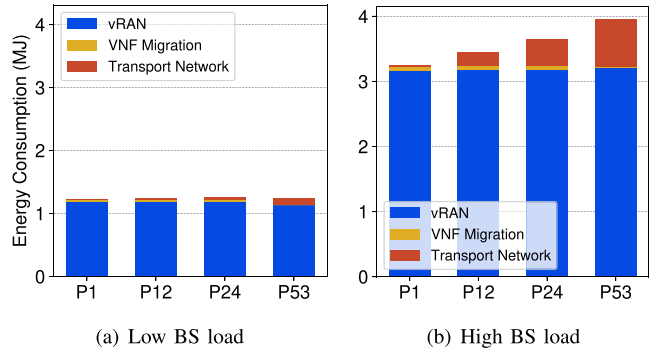 Energy Consumption (MJ)
4
3
2
1
0
vRAN
VNF Migration
Transport Network
P1 P12 P24 P53
(a) Low BS load
4
3
2
1
0
vRAN
VNF Migration
Transport Network
P1 P12 P24 P53
(b) High BS load